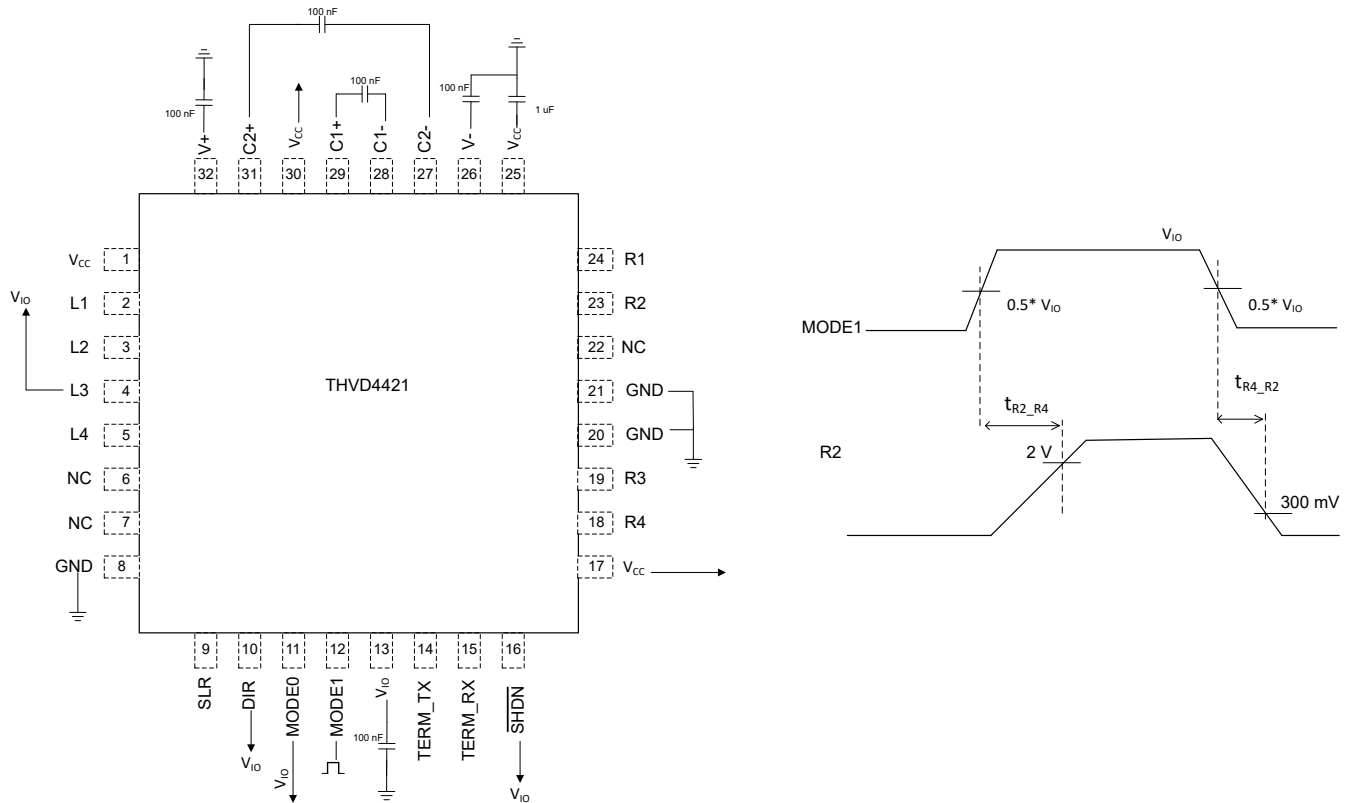 100 nF
100 nF
100 nF
100 nF
1 uF
V+
C2+
VCC
C1+
C1-
C2-
V-
VCC
32
31
30
29
28
27
26
25
VCC 1
VIO
L1 2
L2 3
L3 4
L4 5
NC 6
NC 7
GND 8
THVD4421
24 R1
23 R2
22 NC
21 GND
20 GND
19 R3
18 R4
17 VCC
9
10
11
12
13
14
15
16
SLR
DIR
MODE0
MODE1
VIO
TERM_TX
TERM_RX
SHDN
100 nF
VIO
VIO
VIO
VIO
0.5* VIO
0.5* VIO
MODE1
tR2_R4
tR4_R2
R2
2 V
300 mV